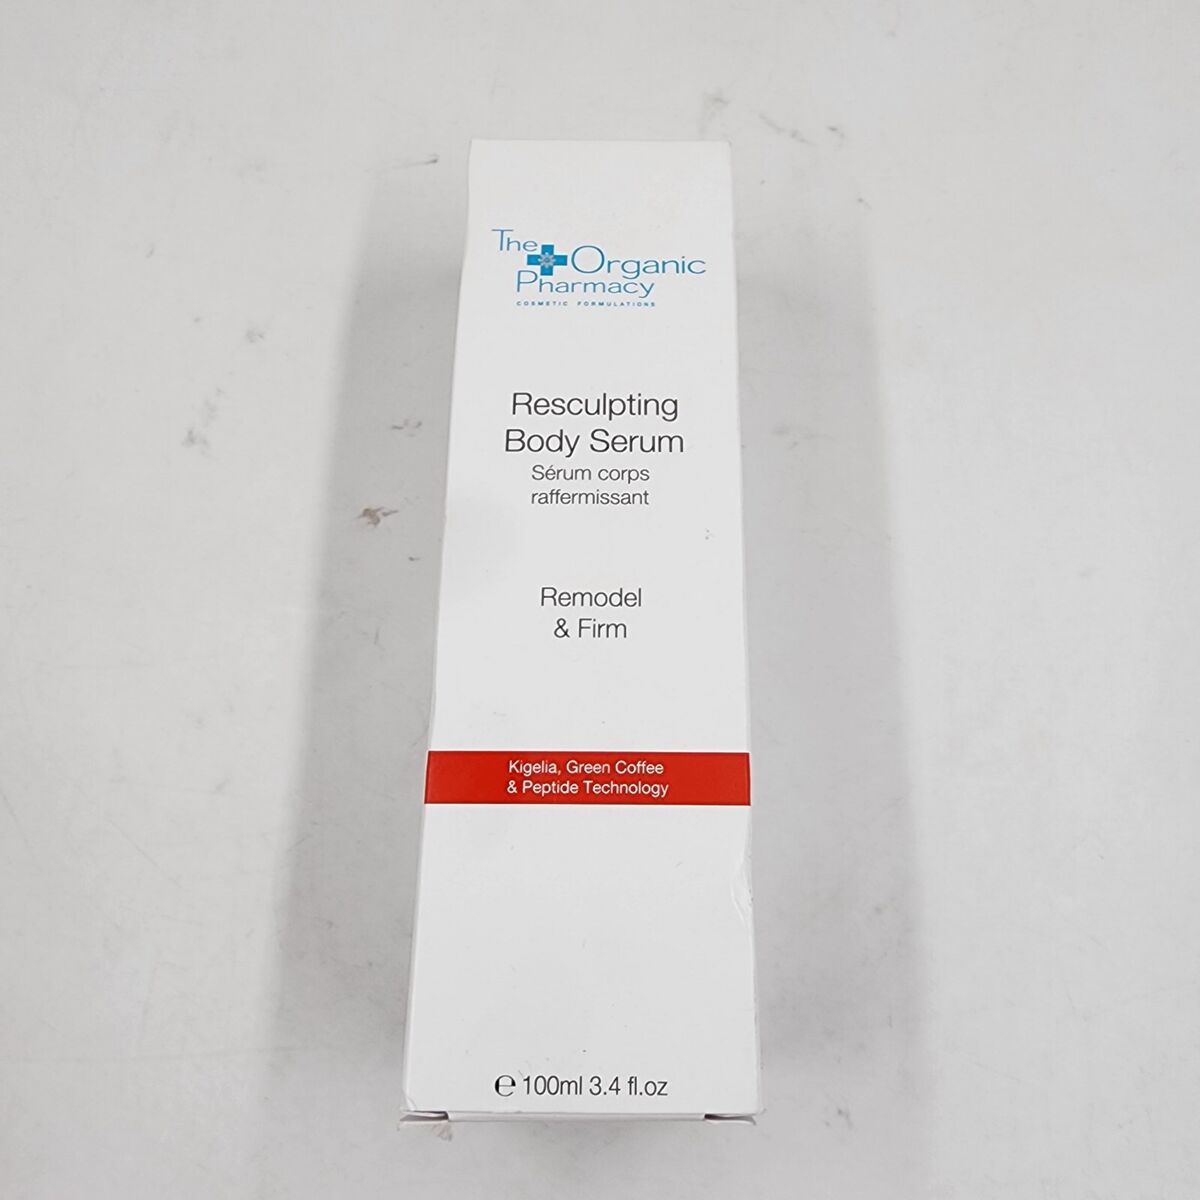 The Organic
Pharmacy
COSMETIC FORMULATIONS
Resculpting
Body Serum
Sérum corps
raffermissant
Remodel
& Firm
Kigelia, Green Coffee
& Peptide Technology
℮ 100ml 3.4 fl.oz